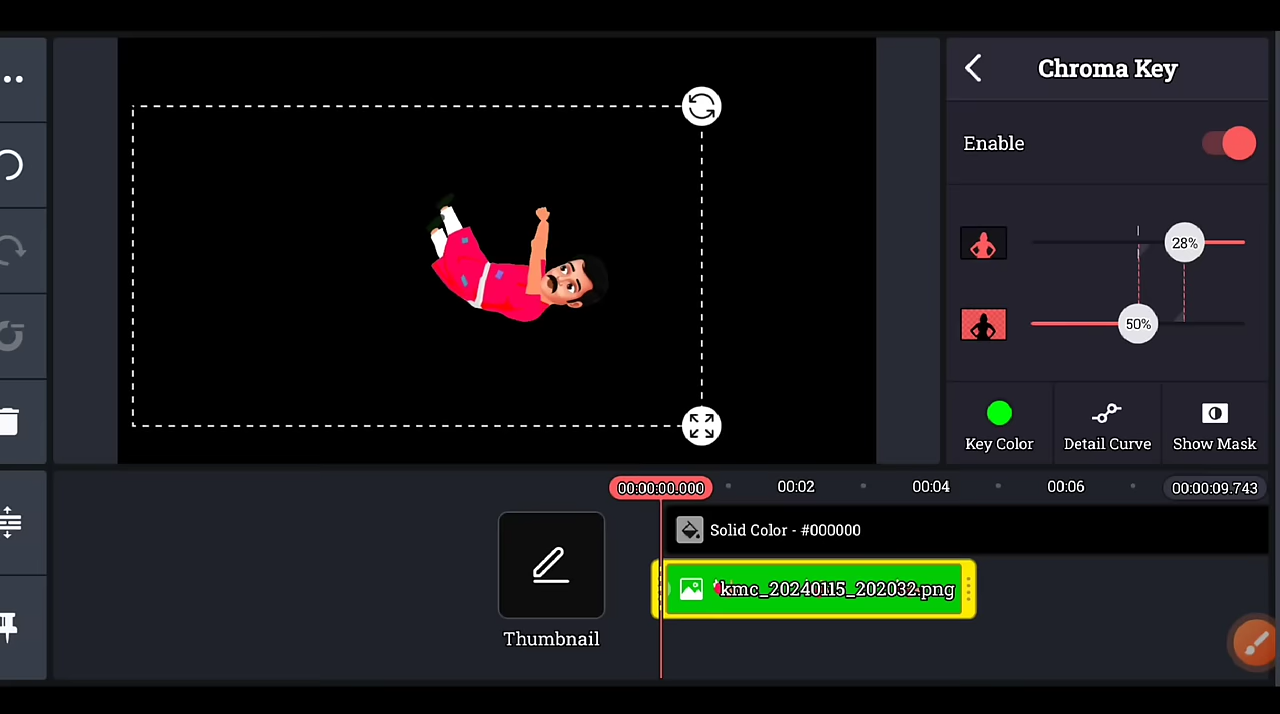 Chroma Key
Enable
28%
50%
Key Color
Detail Curve
Show Mask
00:00:00.000
00:02
00:04
00:06
00:00:09.743
Solid Color - #000000
kmc_20240115_202032.png
Thumbnail